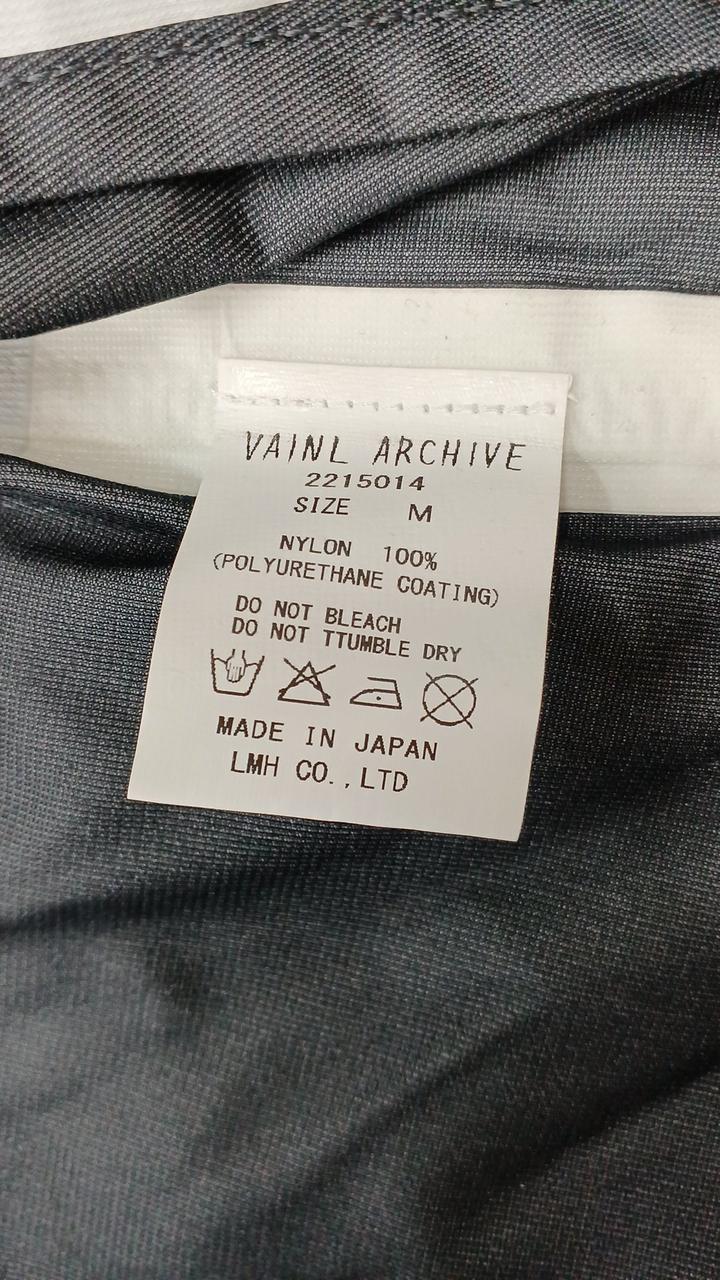 VAINL ARCHIVE
2215014
SIZE M
NYLON 100%
(POLYURETHANE COATING)
DO NOT BLEACH
DO NOT TTUMBLE DRY
MADE IN JAPAN
LMH CO.,LTD